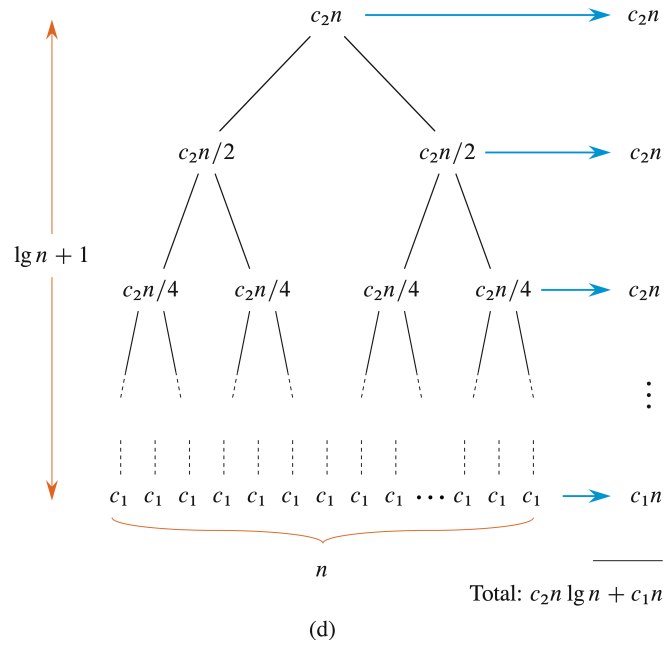 c₂n c₂n
c₂n/2 c₂n/2 c₂n
lg n + 1
c₂n/4 c₂n/4 c₂n/4 c₂n/4 c₂n
⋮
c₁ c₁ c₁ c₁ c₁ c₁ c₁ c₁ c₁ ⋯ c₁ c₁ c₁ c₁n
n
Total: c₂n lg n + c₁n
(d)